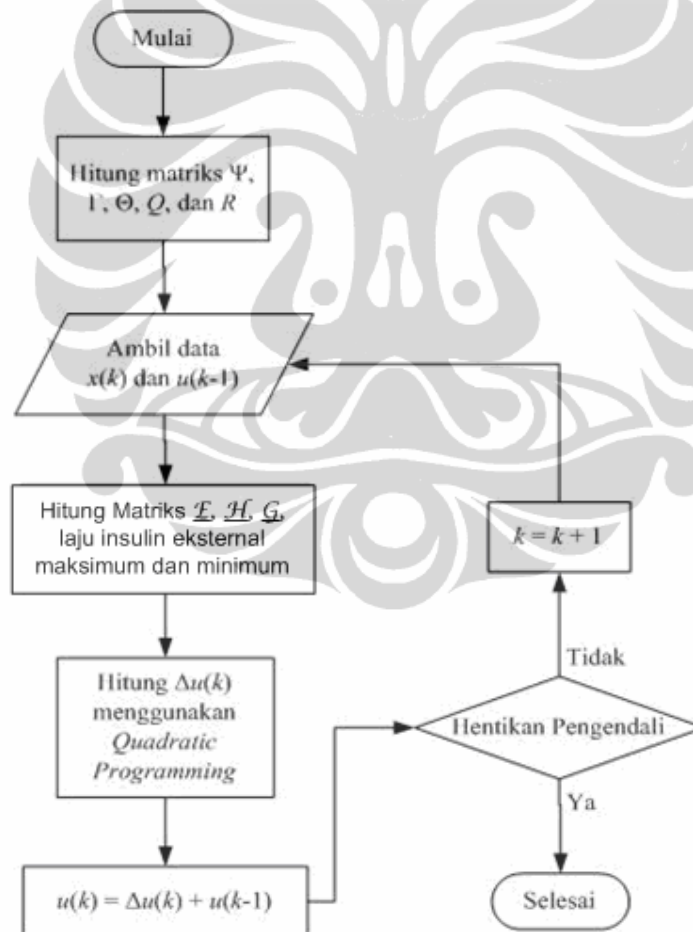 Mulai
Hitung matriks Ψ,
Γ, Θ, Q, dan R
Ambil data
x(k) dan u(k-1)
Hitung Matriks ℰ, ℋ, 𝒢,
laju insulin eksternal
maksimum dan minimum
Hitung Δu(k)
menggunakan
Quadratic
Programming
u(k) = Δu(k) + u(k-1)
k = k + 1
Tidak
Hentikan Pengendali
Ya
Selesai